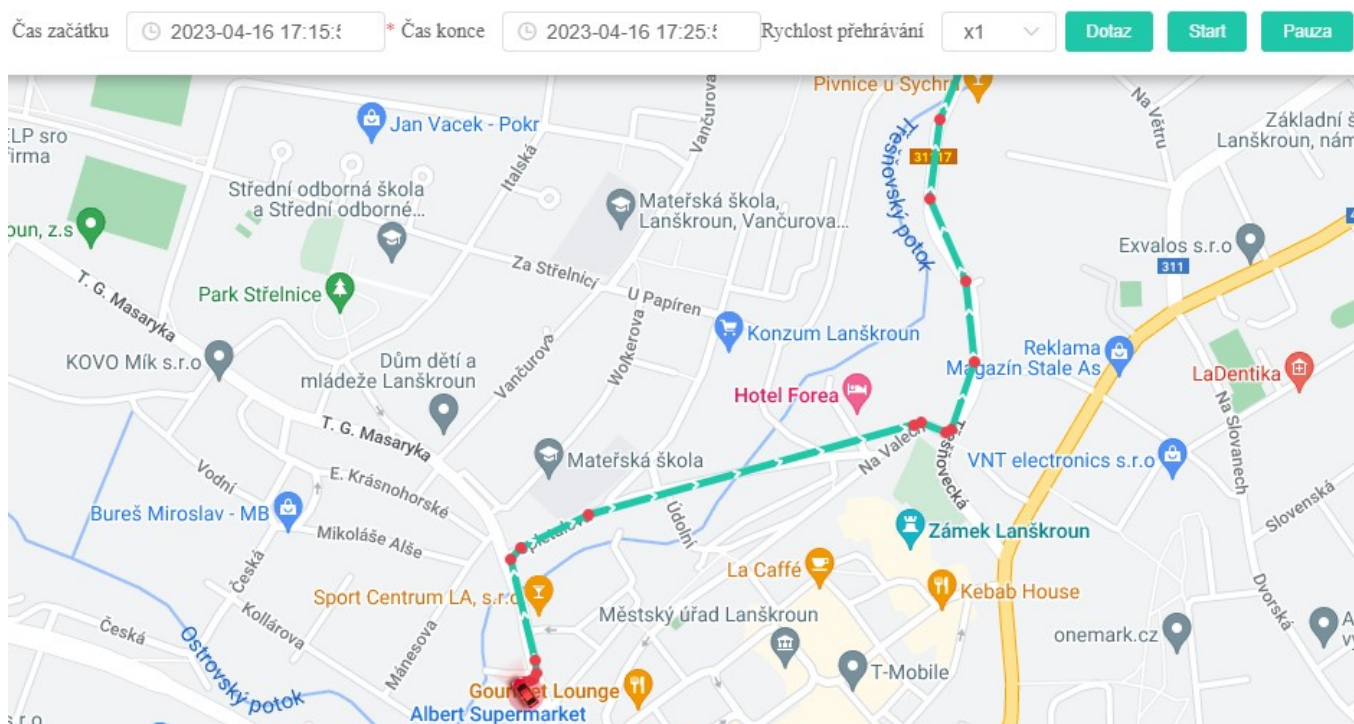 Čas začátku
2023-04-16 17:15:5
* Čas konce
2023-04-16 17:25:5
Rychlost přehrávání
x1
Dotaz
Start
Pauza
Pivnice u Sychr
Na Větru
Základní š
Lanškroun, nám
Jan Vacek - Pokr
ELP sro
firma
Vančurova
Italská
Třešňovský potok
Střední odborná škola
a Střední odborné...
Mateřská škola,
Lanškroun, Vančurova...
oun, z.s
Exvalos s.r.o
311
Za Střelnicí
U Papíren
Park Střelnice
T. G. Masaryka
Konzum Lanškroun
Reklama
Magazín Stale As
KOVO Mík s.r.o
Dům dětí a
mládeže Lanškroun
Vančurova
Wolkerova
LaDentika
Hotel Forea
Na Slovanech
T. G. Masaryka
Na Valech
Třešňovecká
VNT electronics s.r.o
Mateřská škola
Vodní
E. Krásnohorské
Slovenská
Bureš Miroslav - MB
Mikoláše Alše
Údolní
Zámek Lanškroun
Česká
La Caffé
Kebab House
Sport Centrum LA, s.r.o
Dvorská
Kollárova
Městský úřad Lanškroun
onemark.cz
Česká
Mánesova
Ostrovský potok
T-Mobile
Gourmet Lounge
Albert Supermarket